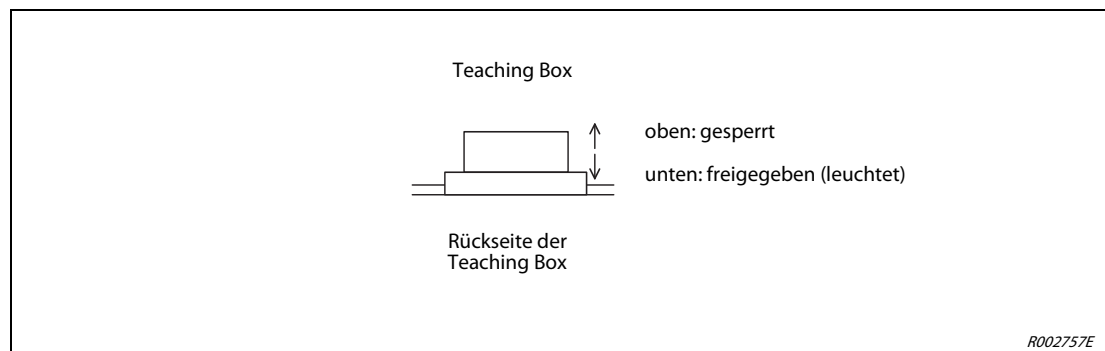 Teaching Box
oben: gesperrt
unten: freigegeben (leuchtet)
Rückseite der
Teaching Box
R002757E